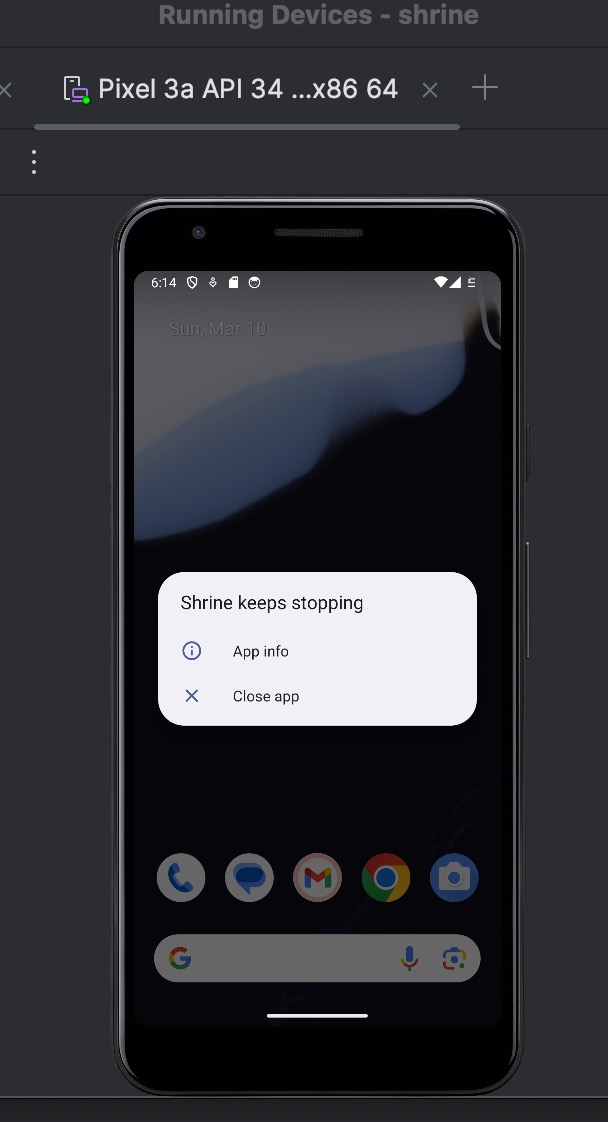 Running Devices - shrine
Pixel 3a API 34 ...x86 64
6:14
Sun, Mar 10
Shrine keeps stopping
App info
Close app